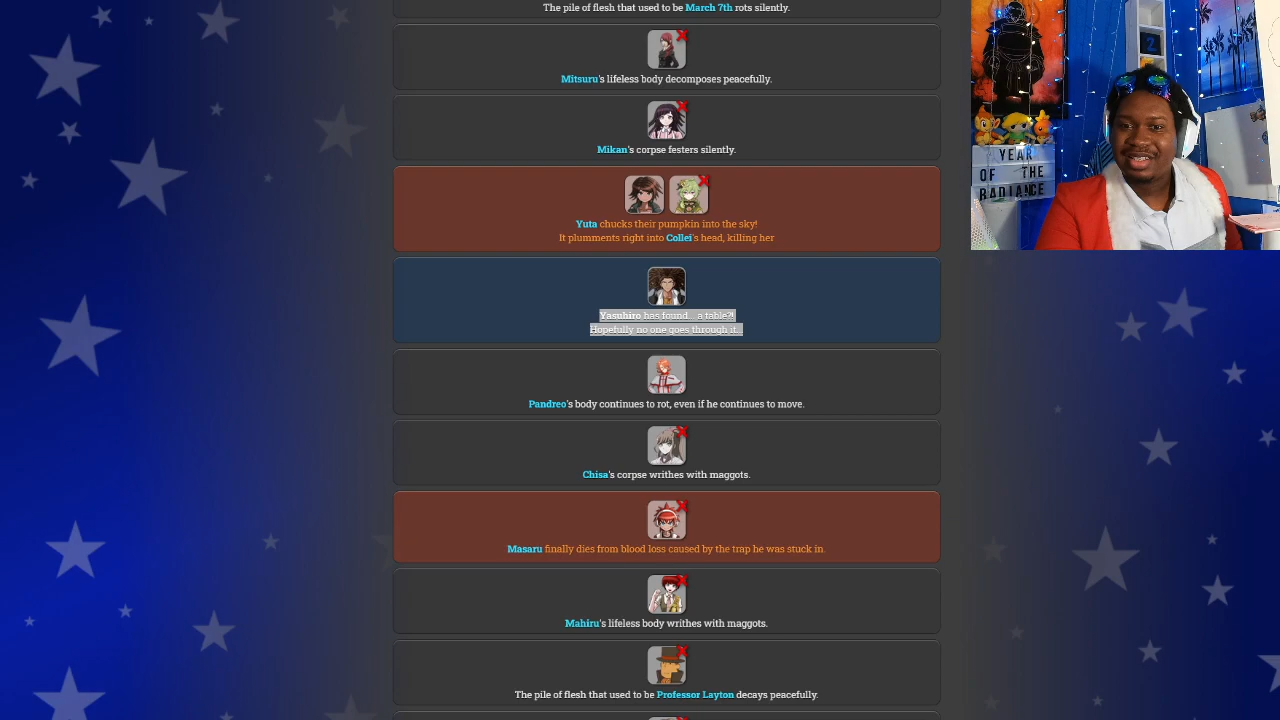 The pile of flesh that used to be March 7th rots silently.
Mitsuru's lifeless body decomposes peacefully.
Mikan's corpse festers silently.
Yuta chucks their pumpkin into the sky!
It plumments right into Collei's head, killing her
Yasuhiro has found... a table?!
Hopefully no one goes through it...
Pandreo's body continues to rot, even if he continues to move.
Chisa's corpse writhes with maggots.
Masaru finally dies from blood loss caused by the trap he was stuck in.
Mahiru's lifeless body writhes with maggots.
The pile of flesh that used to be Professor Layton decays peacefully.
2
YEAR
OF THE
RADIANCE